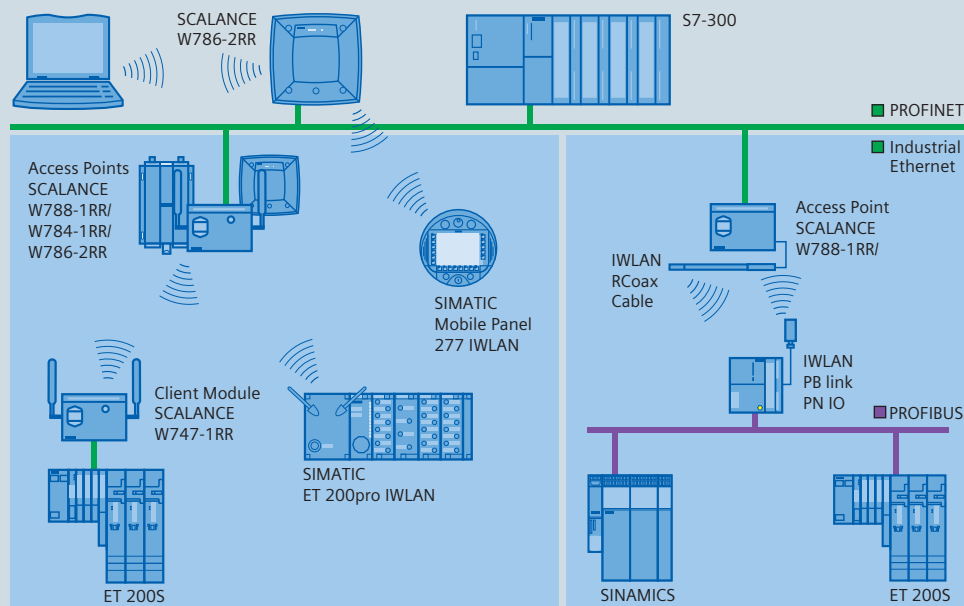 SCALANCE
W786-2RR
S7-300
PROFINET
Industrial
Ethernet
Access Points
SCALANCE
W788-1RR/
W784-1RR/
W786-2RR
SIMATIC
Mobile Panel
277 IWLAN
Access Point
SCALANCE
W788-1RR/
IWLAN
RCoax
Cable
IWLAN
PB link
PN IO
PROFIBUS
Client Module
SCALANCE
W747-1RR
SIMATIC
ET 200pro IWLAN
ET 200S
SINAMICS
ET 200S